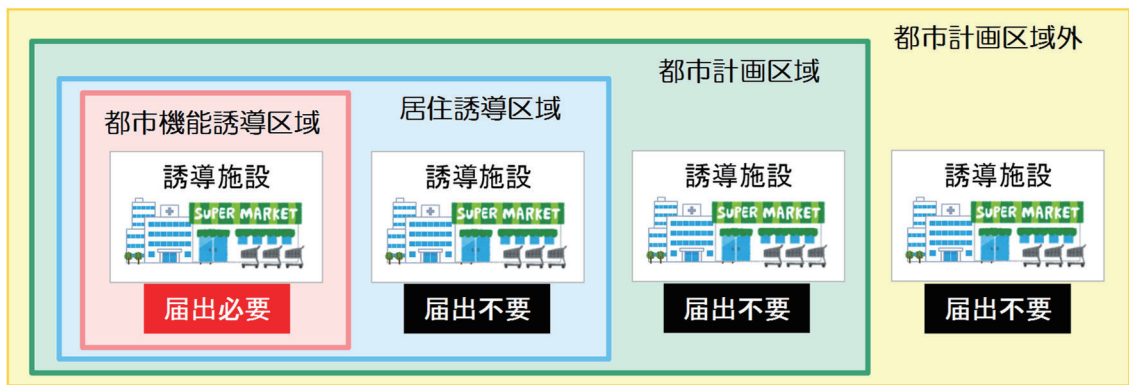 都市計画区域外
都市計画区域
居住誘導区域
都市機能誘導区域
誘導施設
SUPER MARKET
届出必要
誘導施設
SUPER MARKET
届出不要
誘導施設
SUPER MARKET
届出不要
誘導施設
SUPER MARKET
届出不要